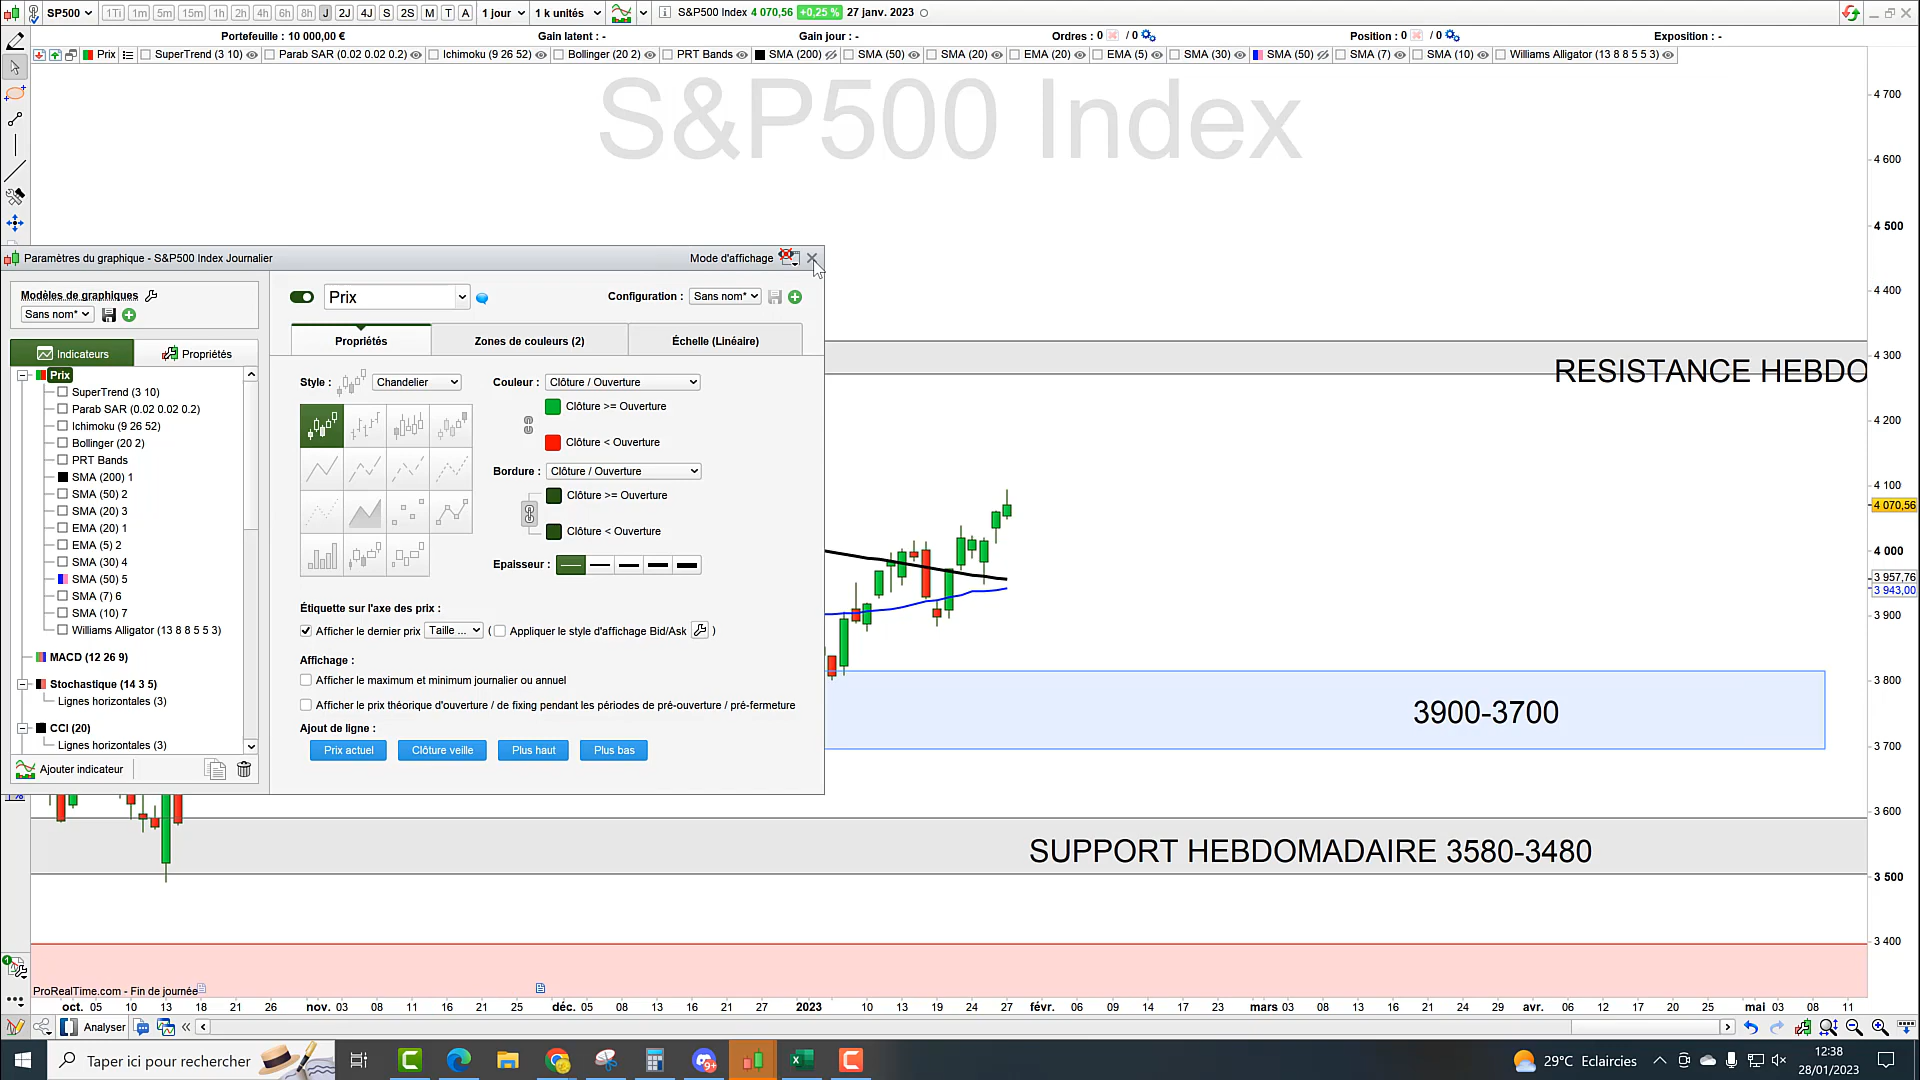 SP500 1Ti 1m 5m 15m 1h 2h 4h 6h 8h J 2J 4J S 2S M T A 1 jour 1 k unités S&P500 Index 4 070,56 +0,25 % 27 janv. 2023
Portefeuille : 10 000,00 € Gain latent : - Gain jour : - Ordres : 0 / 0 Position : 0 / 0 Exposition : -
Prix SuperTrend (3 10) Parab SAR (0.02 0.02 0.2) Ichimoku (9 26 52) Bollinger (20 2) PRT Bands SMA (200) SMA (50) SMA (20) EMA (20) EMA (5) SMA (30) SMA (50) SMA (7) SMA (10) Williams Alligator (13 8 8 5 5 3)
S&P500 Index
4 700
4 600
4 500
4 400
4 300
4 200
4 100
4 070,56
4 000
3 957,76
3 943,00
3 900
3 800
3 700
3 600
3 500
3 400
RESISTANCE HEBDO
3900-3700
SUPPORT HEBDOMADAIRE 3580-3480
Paramètres du graphique - S&P500 Index Journalier Mode d'affichage
Modèles de graphiques
Sans nom*
Indicateurs Propriétés
Prix
SuperTrend (3 10)
Parab SAR (0.02 0.02 0.2)
Ichimoku (9 26 52)
Bollinger (20 2)
PRT Bands
SMA (200) 1
SMA (50) 2
SMA (20) 3
EMA (20) 1
EMA (5) 2
SMA (30) 4
SMA (50) 5
SMA (7) 6
SMA (10) 7
Williams Alligator (13 8 8 5 5 3)
MACD (12 26 9)
Stochastique (14 3 5)
Lignes horizontales (3)
CCI (20)
Lignes horizontales (3)
Ajouter indicateur
Prix Configuration : Sans nom*
Propriétés Zones de couleurs (2) Échelle (Linéaire)
Style : Chandelier Couleur : Clôture / Ouverture
Clôture >= Ouverture
Clôture < Ouverture
Bordure : Clôture / Ouverture
Clôture >= Ouverture
Clôture < Ouverture
Epaisseur :
Étiquette sur l'axe des prix :
Afficher le dernier prix Taille ... ( Appliquer le style d'affichage Bid/Ask )
Affichage :
Afficher le maximum et minimum journalier ou annuel
Afficher le prix théorique d'ouverture / de fixing pendant les périodes de pré-ouverture / pré-fermeture
Ajout de ligne :
Prix actuel Clôture veille Plus haut Plus bas
ProRealTime.com - Fin de journée
oct. 05 10 13 18 21 26 nov. 03 08 11 16 21 24 29 déc. 05 08 13 16 21 27 2023 10 13 19 24 27 févr. 06 09 14 17 22 27 mars 03 08 13 16 21 24 29 avr. 06 12 17 20 25 mai 03 08 11
Analyser
Taper ici pour rechercher 29°C Eclaircies 12:38
28/01/2023